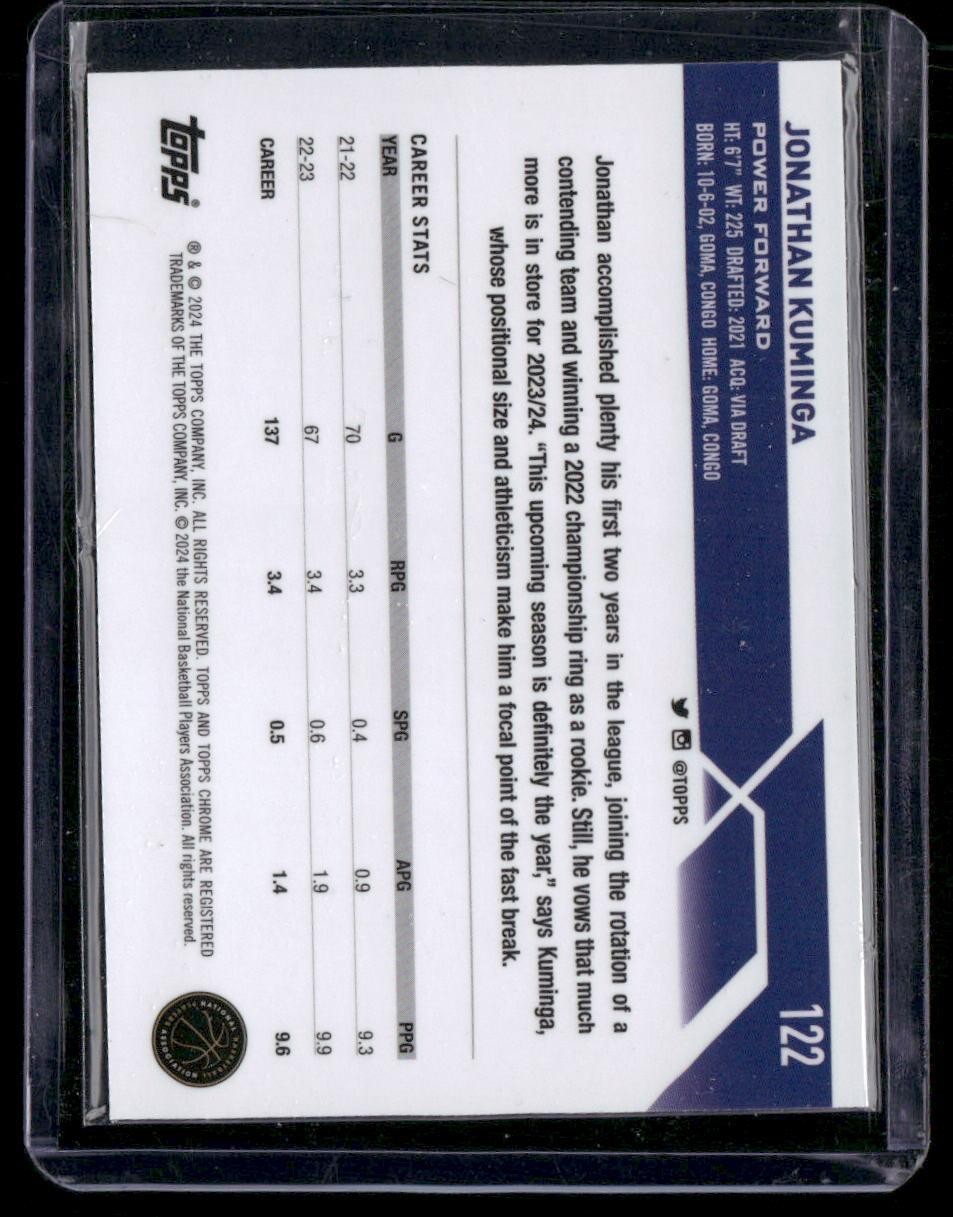 JONATHAN KUMINGA
122
POWER FORWARD
HT: 6'7" WT: 225 DRAFTED: 2021 ACQ: VIA DRAFT
BORN: 10-6-02, GOMA, CONGO HOME: GOMA, CONGO
@TOPPS
Jonathan accomplished plenty his first two years in the league, joining the rotation of a
contending team and winning a 2022 championship ring as a rookie. Still, he vows that much
more is in store for 2023/24. “This upcoming season is definitely the year,” says Kuminga,
whose positional size and athleticism make him a focal point of the fast break.
CAREER STATS
YEAR G RPG SPG APG PPG
21-22 70 3.3 0.4 0.9 9.3
22-23 67 3.4 0.6 1.9 9.9
CAREER 137 3.4 0.5 1.4 9.6
Topps®
® & © 2024 THE TOPPS COMPANY, INC. ALL RIGHTS RESERVED. TOPPS AND TOPPS CHROME ARE REGISTERED
TRADEMARKS OF THE TOPPS COMPANY, INC. © 2024 the National Basketball Players Association. All rights reserved.
NATIONAL BASKETBALL PLAYERS ASSOCIATION